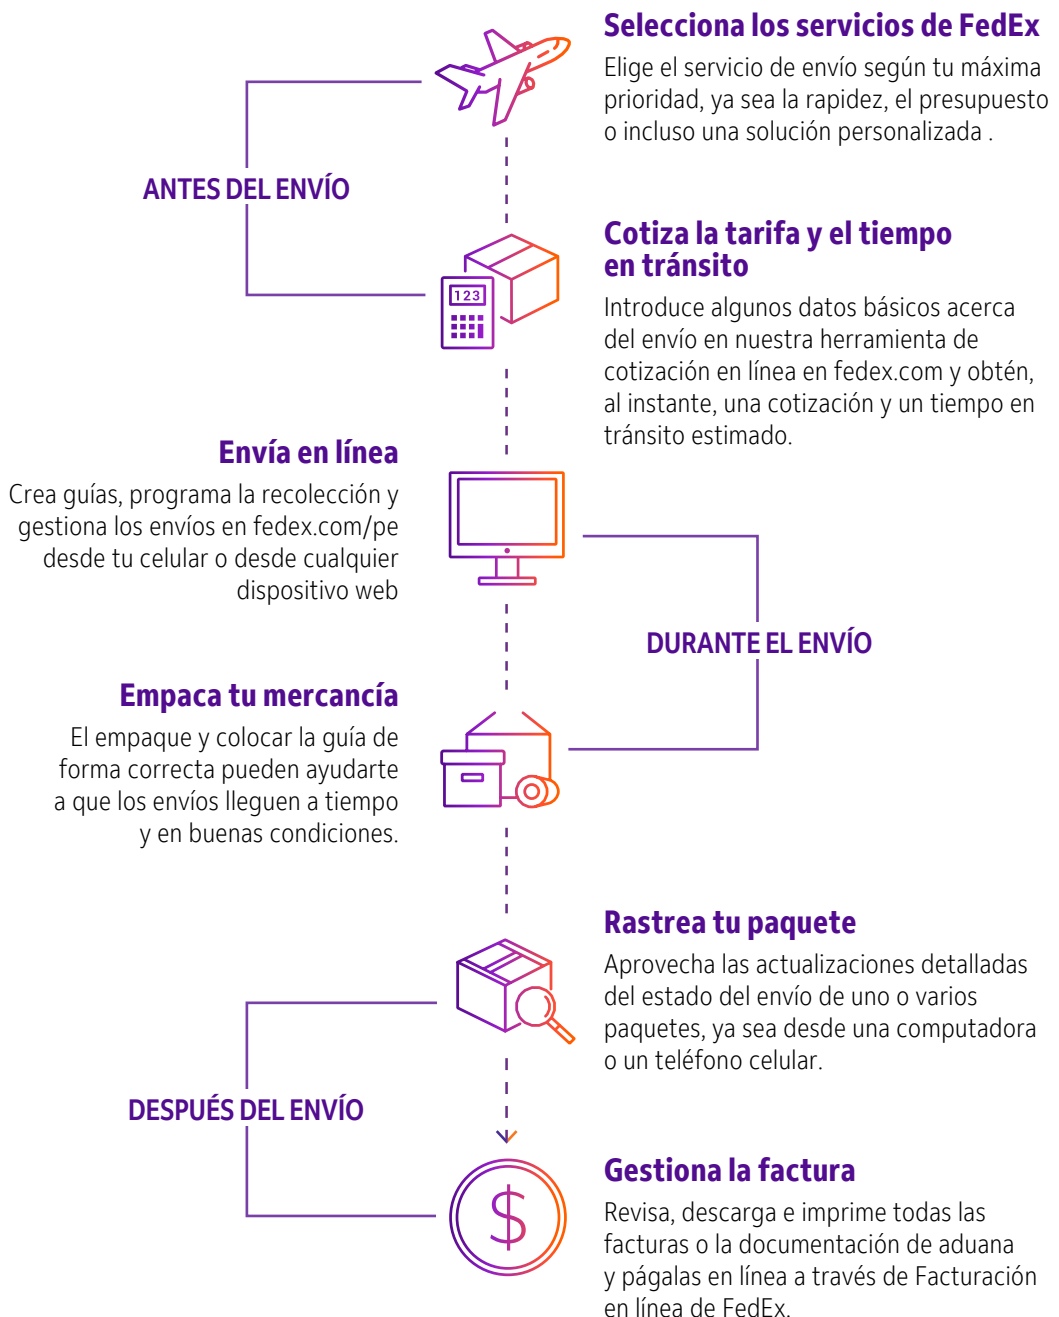 Selecciona los servicios de FedEx
Elige el servicio de envío según tu máxima
prioridad, ya sea la rapidez, el presupuesto
o incluso una solución personalizada .
ANTES DEL ENVÍO
Cotiza la tarifa y el tiempo
en tránsito
123
Introduce algunos datos básicos acerca
del envío en nuestra herramienta de
cotización en línea en fedex.com y obtén,
al instante, una cotización y un tiempo en
tránsito estimado.
Envía en línea
Crea guías, programa la recolección y
gestiona los envíos en fedex.com/pe
desde tu celular o desde cualquier
dispositivo web
DURANTE EL ENVÍO
Empaca tu mercancía
El empaque y colocar la guía de
forma correcta pueden ayudarte
a que los envíos lleguen a tiempo
y en buenas condiciones.
Rastrea tu paquete
Aprovecha las actualizaciones detalladas
del estado del envío de uno o varios
paquetes, ya sea desde una computadora
o un teléfono celular.
DESPUÉS DEL ENVÍO
Gestiona la factura
$
Revisa, descarga e imprime todas las
facturas o la documentación de aduana
y págalas en línea a través de Facturación
en línea de FedEx.